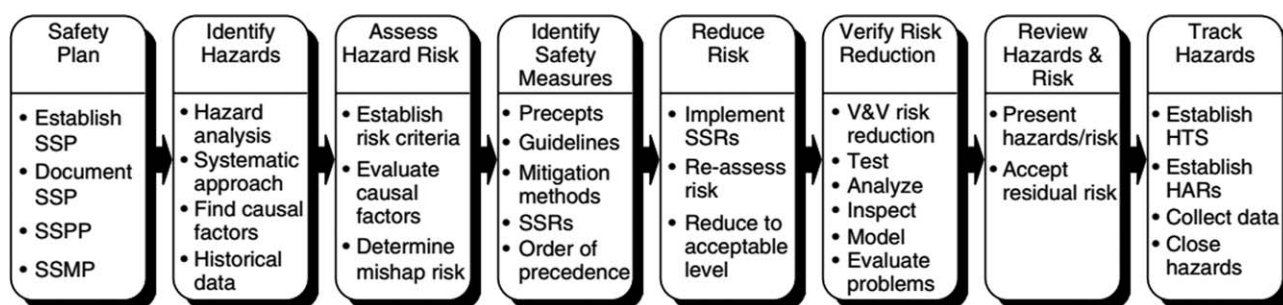 Safety
Plan
• Establish
SSP
• Document
SSP
• SSPP
• SSMP
Identify
Hazards
• Hazard
analysis
• Systematic
approach
• Find causal
factors
• Historical
data
Assess
Hazard Risk
• Establish
risk criteria
• Evaluate
causal
factors
• Determine
mishap risk
Identify
Safety
Measures
• Precepts
• Guidelines
• Mitigation
methods
• SSRs
• Order of
precedence
Reduce
Risk
• Implement
SSRs
• Re-assess
risk
• Reduce to
acceptable
level
Verify Risk
Reduction
• V&V risk
reduction
• Test
• Analyze
• Inspect
• Model
• Evaluate
problems
Review
Hazards &
Risk
• Present
hazards/risk
• Accept
residual risk
Track
Hazards
• Establish
HTS
• Establish
HARs
• Collect data
• Close
hazards